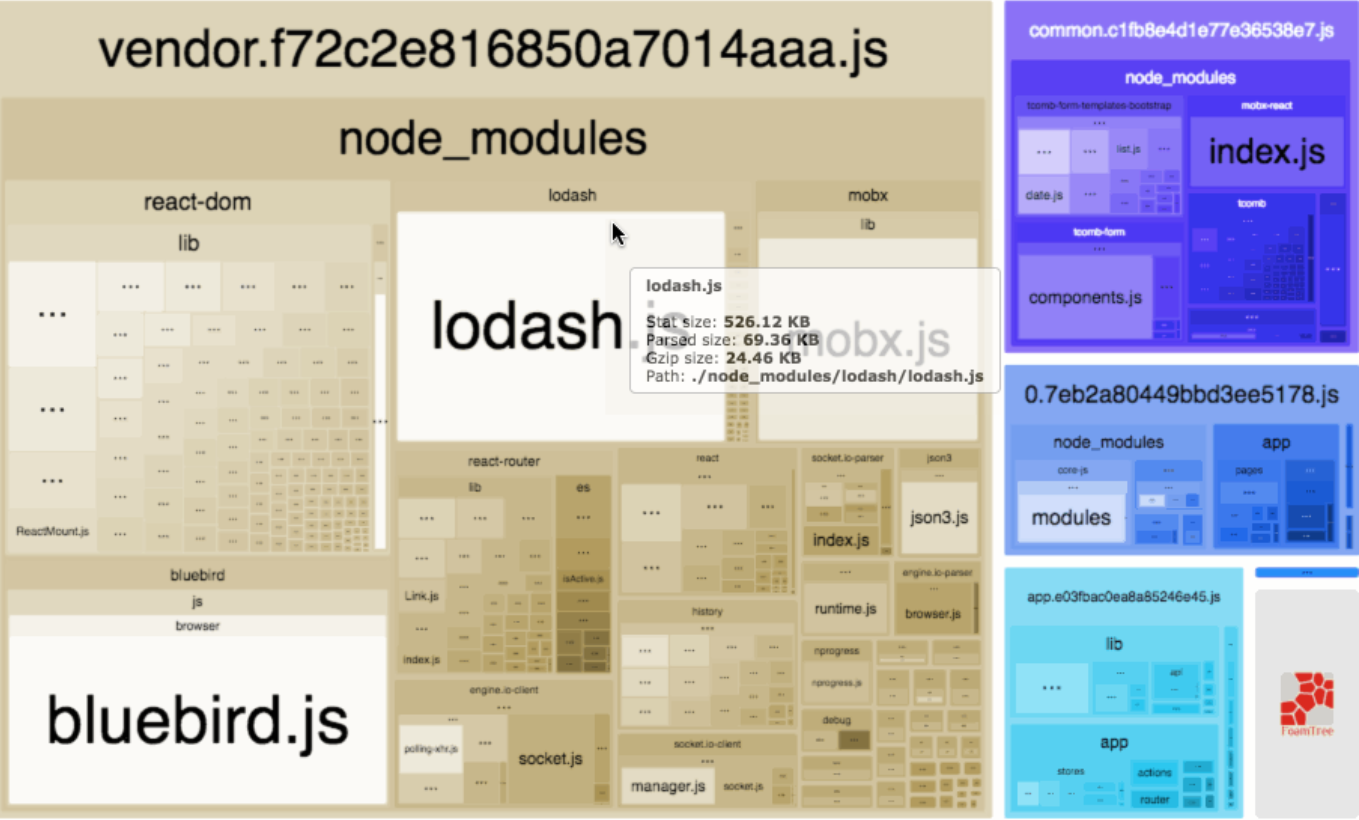 vendor.f72c2e816850a7014aaa.js
node_modules
react-dom
lib
ReactMount.js
bluebird
js
browser
bluebird.js
lodash
lodash.js
mobx
lib
mobx.js
lodash.js
Stat size: 526.12 KB
Parsed size: 69.36 KB
Gzip size: 24.46 KB
Path: ./node_modules/lodash/lodash.js
react-router
lib
es
isActive.js
Link.js
Index.js
engine.io-client
polling-xhr.js
socket.js
react
history
socket.io-client
manager.js
socket.js
socket.io-parser
index.js
json3
json3.js
runtime.js
engine.io-parser
browser.js
nprogress
nprogress.js
debug
common.c1fb8e4d1e77e36538e7.js
node_modules
tcomb-form-templates-bootstrap
list.js
date.js
mobx-react
index.js
tcomb-form
components.js
tcomb
0.7eb2a80449bbd3ee5178.js
node_modules
core-js
modules
app
pages
app.e03fbac0ea8a85246e45.js
lib
api
app
stores
actions
router
FoamTree